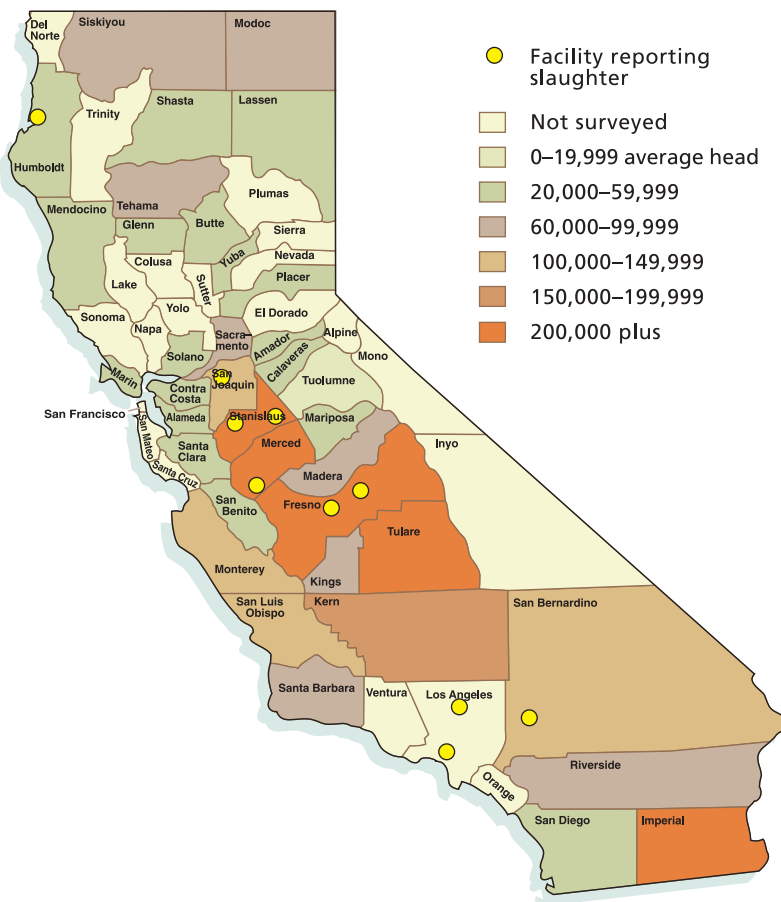 Del
Norte
Siskiyou
Modoc
Facility reporting
slaughter
Not surveyed
0–19,999 average head
20,000–59,999
60,000–99,999
100,000–149,999
150,000–199,999
200,000 plus
Trinity
Shasta
Lassen
Humboldt
Plumas
Mendocino
Tehama
Glenn
Butte
Sierra
Colusa
Yuba
Nevada
Lake
Sutter
Placer
Sonoma
Yolo
El Dorado
Napa
Sacra-
mento
Alpine
Amador
Mono
Solano
Calaveras
Marin
San
Joaquin
Tuolumne
Contra
Costa
San Francisco
Alameda
Stanislaus
Mariposa
San Mateo
Santa
Clara
Merced
Inyo
Santa Cruz
Madera
San
Benito
Fresno
Tulare
Monterey
Kings
San Luis
Obispo
Kern
San Bernardino
Santa Barbara
Ventura
Los Angeles
Riverside
Orange
San Diego
Imperial